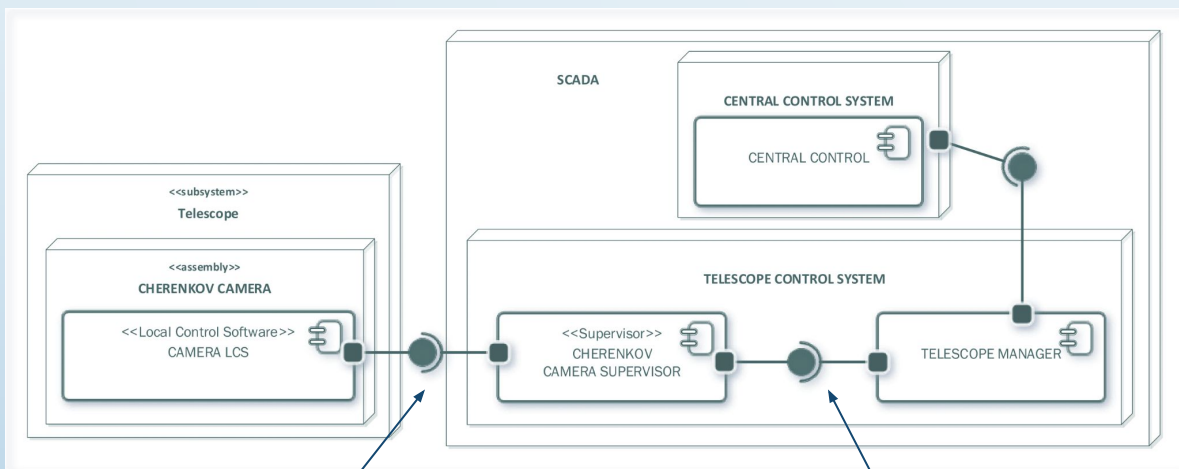 SCADA
CENTRAL CONTROL SYSTEM
CENTRAL CONTROL
<<subsystem>>
Telescope
<<assembly>>
CHERENKOV CAMERA
<<Local Control Software>>
CAMERA LCS
TELESCOPE CONTROL SYSTEM
<<Supervisor>>
CHERENKOV
CAMERA SUPERVISOR
TELESCOPE MANAGER